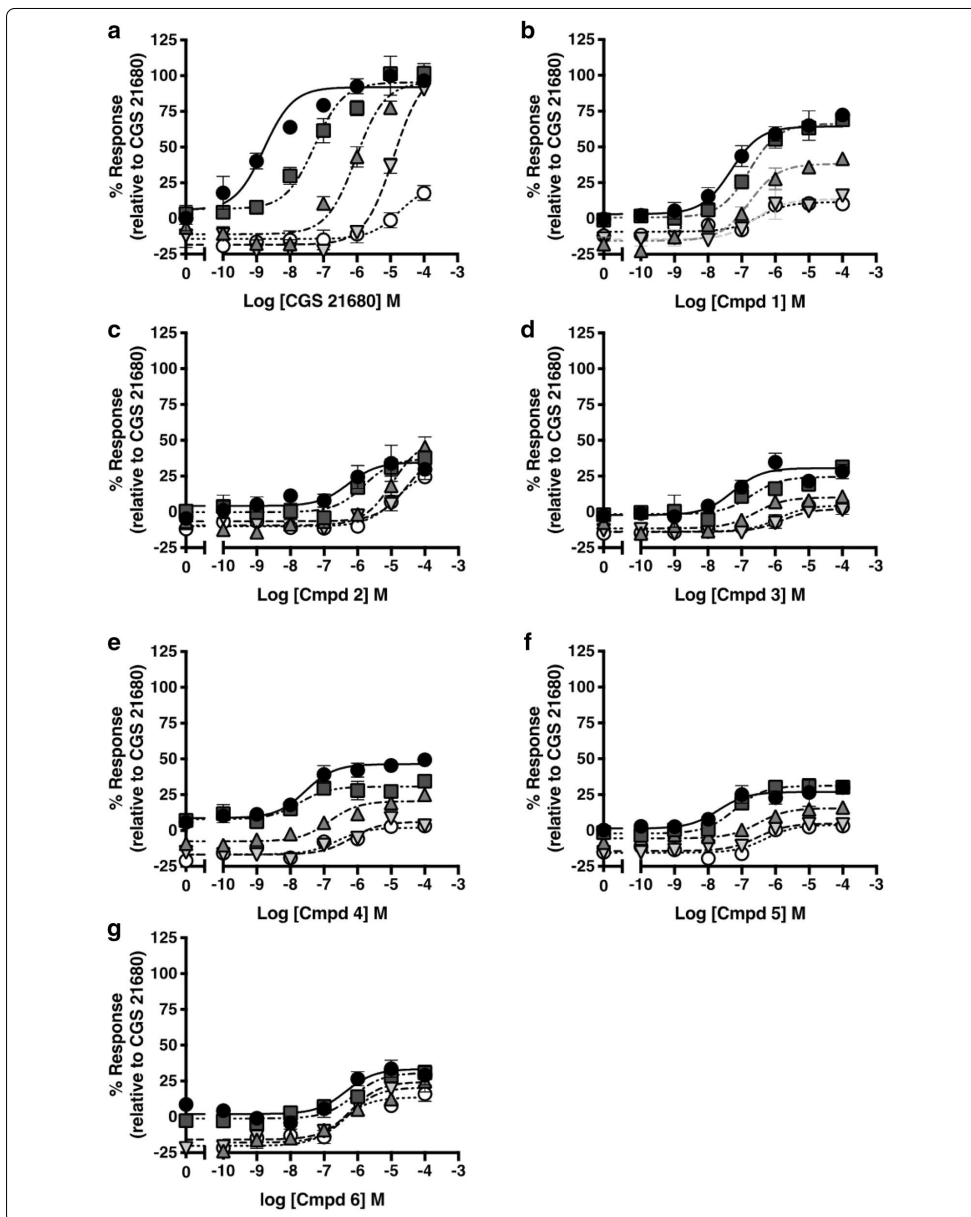 a
125
100
75
50
25
0
-25
% Response
(relative to CGS 21680)
0 -10 -9 -8 -7 -6 -5 -4 -3
Log [CGS 21680] M
b
125
100
75
50
25
0
-25
% Response
(relative to CGS 21680)
0 -10 -9 -8 -7 -6 -5 -4 -3
Log [Cmpd 1] M
c
125
100
75
50
25
0
-25
% Response
(relative to CGS 21680)
0 -10 -9 -8 -7 -6 -5 -4 -3
Log [Cmpd 2] M
d
125
100
75
50
25
0
-25
% Response
(relative to CGS 21680)
0 -10 -9 -8 -7 -6 -5 -4 -3
Log [Cmpd 3] M
e
125
100
75
50
25
0
-25
% Response
(relative to CGS 21680)
0 -10 -9 -8 -7 -6 -5 -4 -3
Log [Cmpd 4] M
f
125
100
75
50
25
0
-25
% Response
(relative to CGS 21680)
0 -10 -9 -8 -7 -6 -5 -4 -3
Log [Cmpd 5] M
g
125
100
75
50
25
0
-25
% Response
(relative to CGS 21680)
0 -10 -9 -8 -7 -6 -5 -4 -3
log [Cmpd 6] M